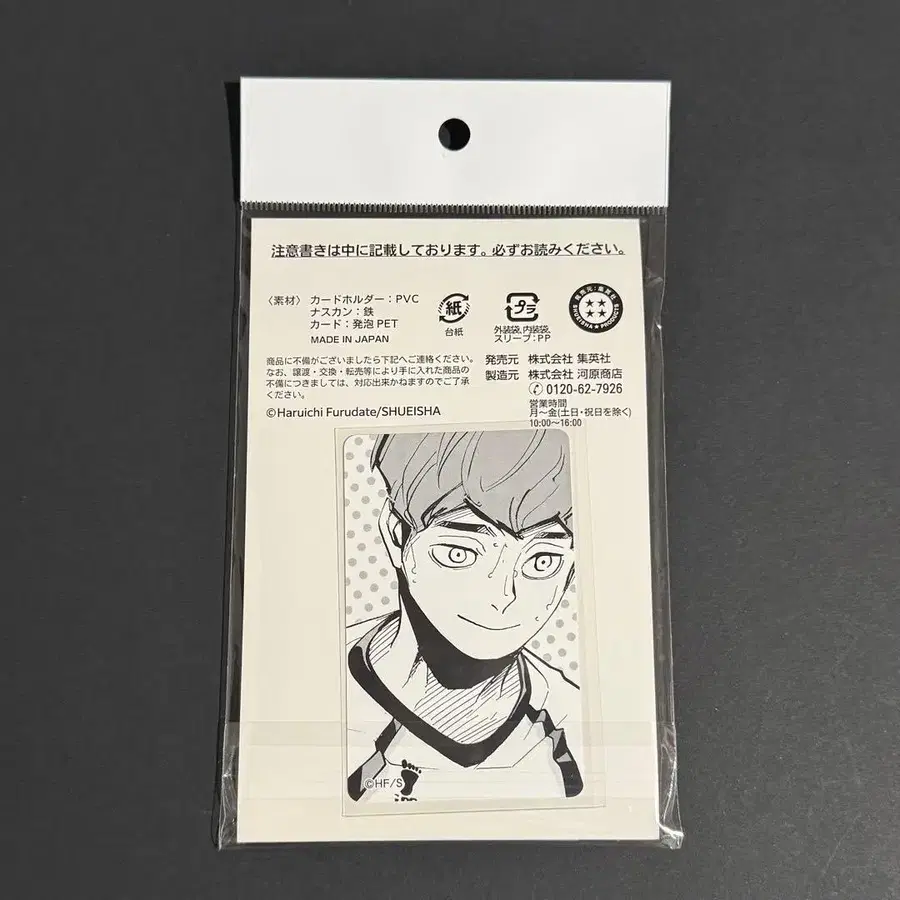 注意書きは中に記載しております。必ずお読みください。
〈素材〉 カードホルダー：PVC
ナスカン：鉄
カード：発泡 PET
MADE IN JAPAN
紙
台紙
プラ
外装袋、内装袋、
スリーブ：PP
発売元：集英社
SHUEISHA PRODUCTS
商品に不備がございましたら下記へご連絡ください。
なお、譲渡・交換・転売等により手に入れた商品の
不備につきましては、対応出来かねますのでご了承
ください。
©Haruichi Furudate/SHUEISHA
発売元 株式会社 集英社
製造元 株式会社 河原商店
0120-62-7926
営業時間
月～金(土日・祝日を除く)
10:00～16:00
©HF/S